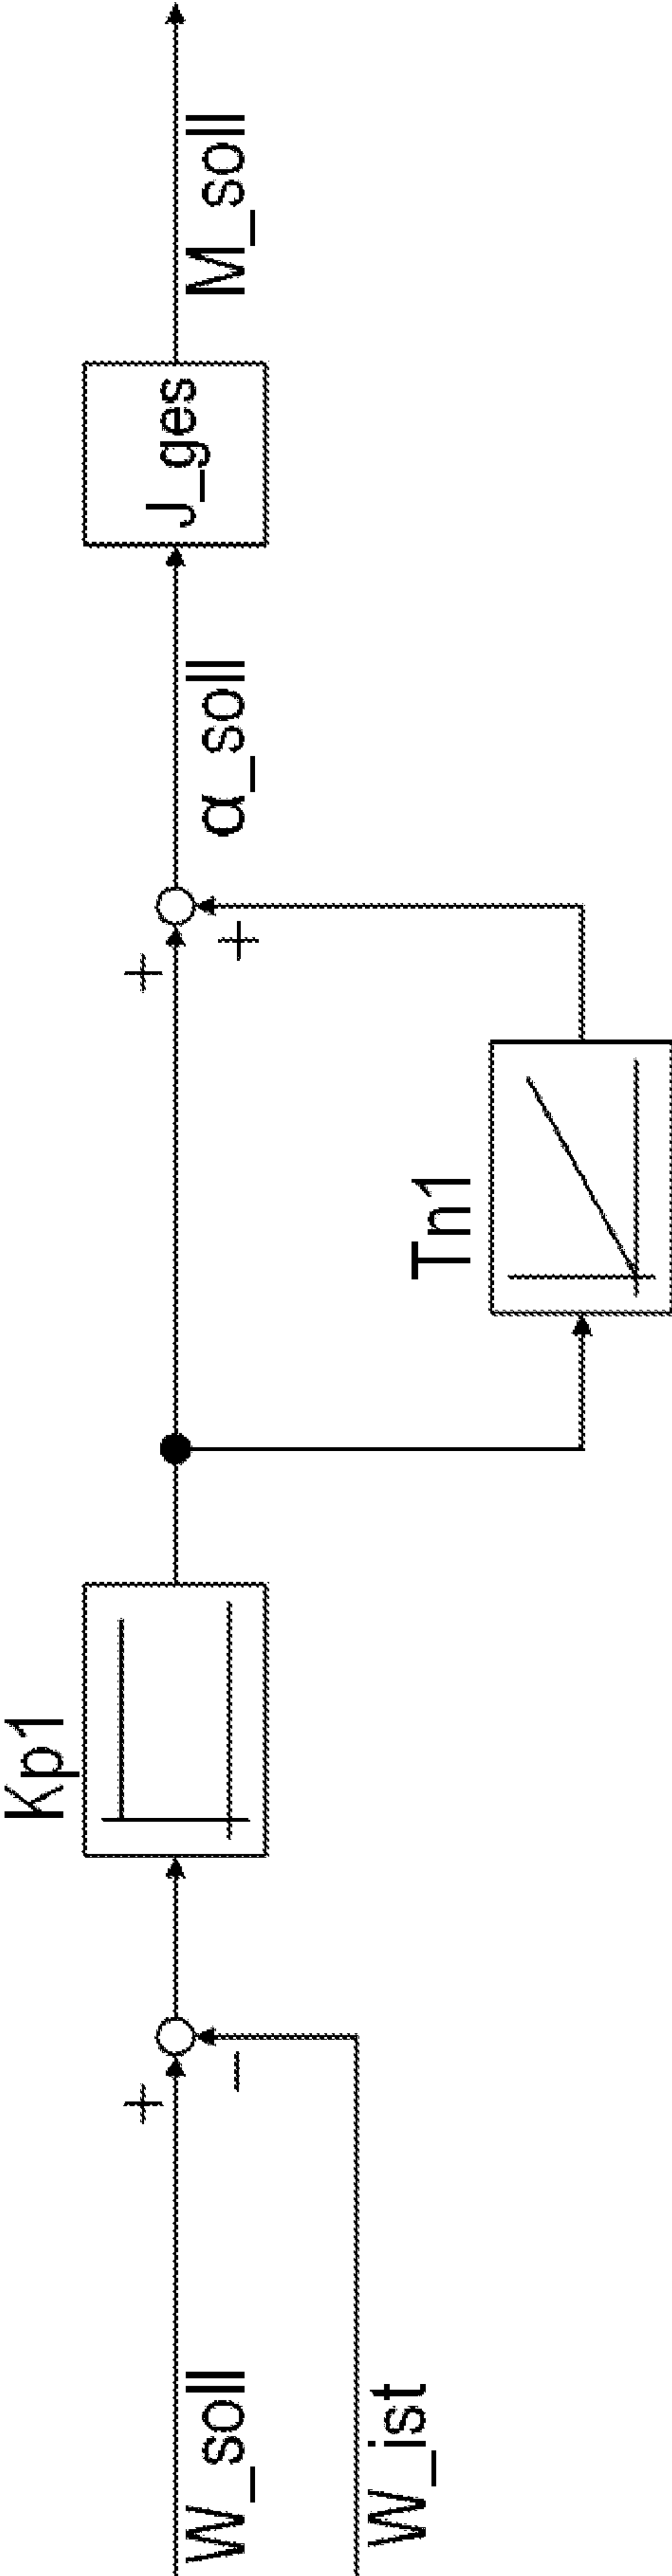 W_soll
W_ist
+
−
Kp1
Tn1
+
+
α_soll
J_ges
M_soll